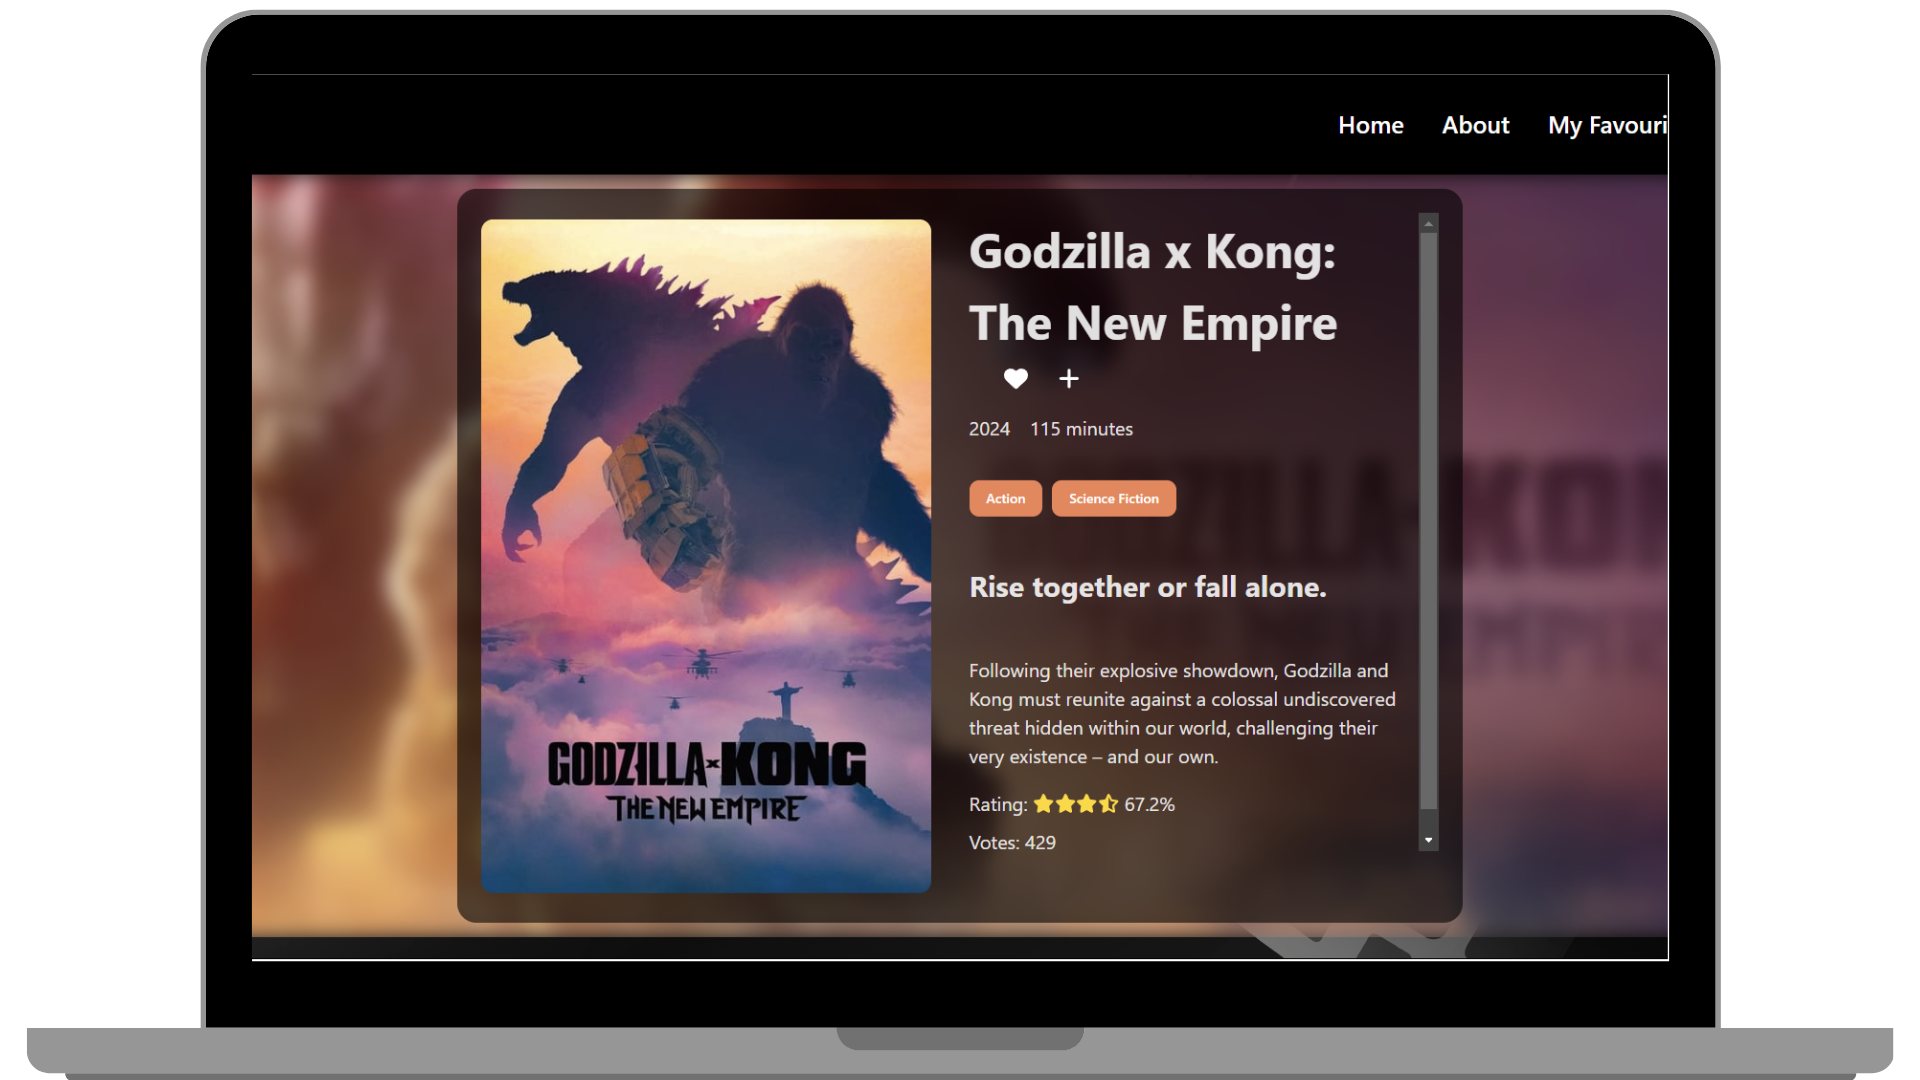 Home About My Favouri
Godzilla x Kong:
The New Empire
2024 115 minutes
Action Science Fiction
Rise together or fall alone.
Following their explosive showdown, Godzilla and
Kong must reunite against a colossal undiscovered
threat hidden within our world, challenging their
very existence – and our own.
Rating: 67.2%
Votes: 429
GODZILLA x KONG
THE NEW EMPIRE